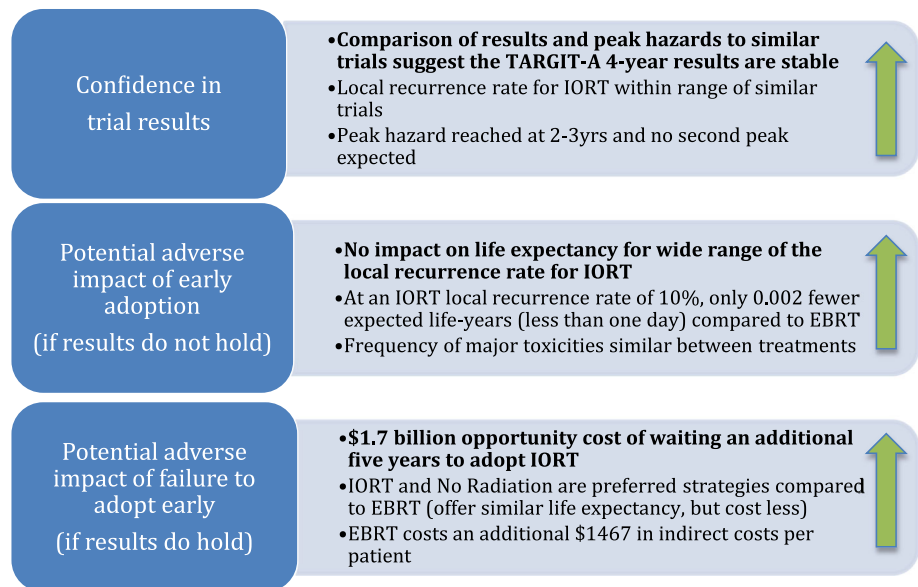 Confidence in
trial results
•Comparison of results and peak hazards to similar
trials suggest the TARGIT-A 4-year results are stable
•Local recurrence rate for IORT within range of similar
trials
•Peak hazard reached at 2-3yrs and no second peak
expected
Potential adverse
impact of early
adoption
(if results do not hold)
•No impact on life expectancy for wide range of the
local recurrence rate for IORT
•At an IORT local recurrence rate of 10%, only 0.002 fewer
expected life-years (less than one day) compared to EBRT
•Frequency of major toxicities similar between treatments
Potential adverse
impact of failure to
adopt early
(if results do hold)
•$1.7 billion opportunity cost of waiting an additional
five years to adopt IORT
•IORT and No Radiation are preferred strategies compared
to EBRT (offer similar life expectancy, but cost less)
•EBRT costs an additional $1467 in indirect costs per
patient